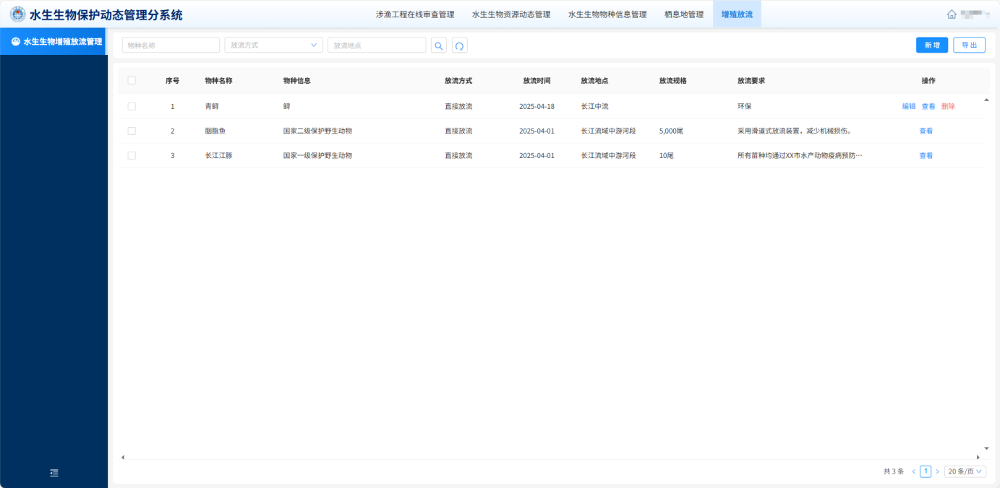 水生生物保护动态管理分系统
涉渔工程在线审查管理 水生生物资源动态管理 水生生物物种信息管理 栖息地管理 增殖放流
水生生物增殖放流管理
物种名称 放流方式 放流地点 新 增 导 出
序号 物种名称 物种信息 放流方式 放流时间 放流地点 放流规格 放流要求 操作
1 青鲟 鲟 直接放流 2025-04-18 长江中流 环保 编辑 查看 删除
2 胭脂鱼 国家二级保护野生动物 直接放流 2025-04-01 长江流域中游河段 5,000尾 采用滑道式放流装置，减少机械损伤。 查看
3 长江江豚 国家一级保护野生动物 直接放流 2025-04-01 长江流域中游河段 10尾 所有苗种均通过XX市水产动物疫病预防… 查看
共 3 条 < 1 > 20 条/页